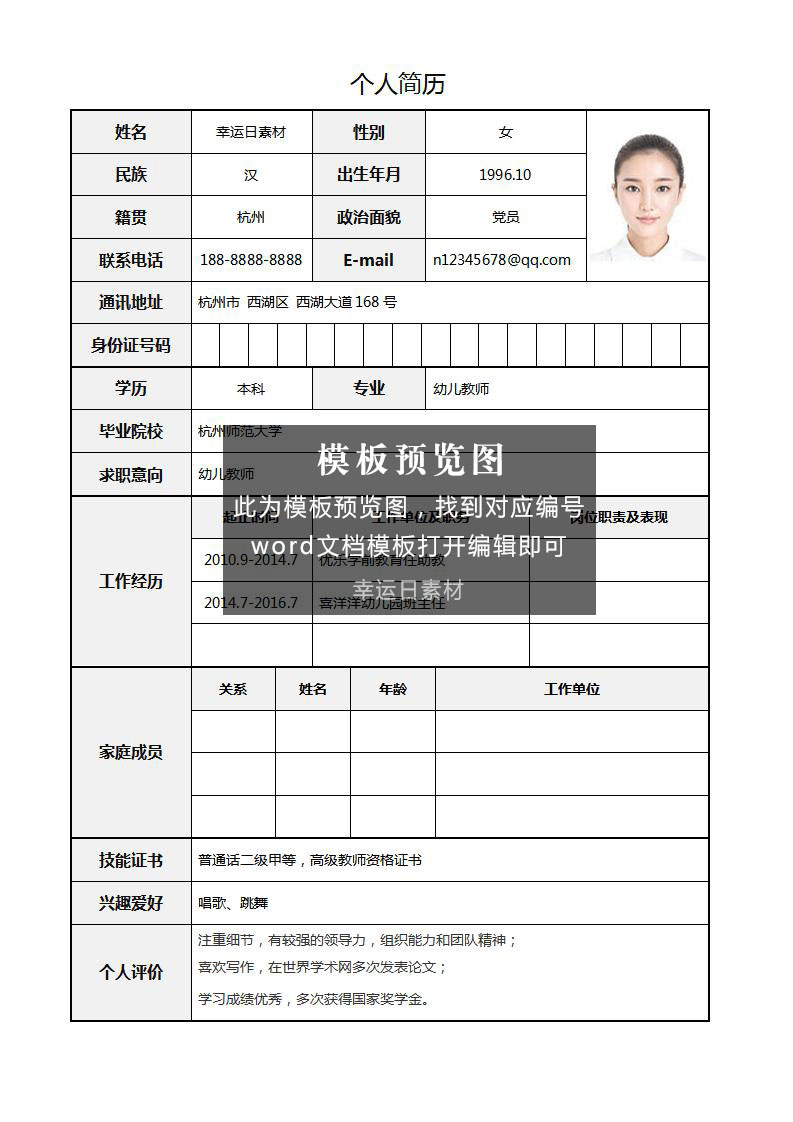 个人简历
姓名 幸运日素材 性别 女
民族 汉 出生年月 1996.10
籍贯 杭州 政治面貌 党员
联系电话 188-8888-8888 E-mail n12345678@qq.com
通讯地址 杭州市 西湖区 西湖大道168号
身份证号码
学历 本科 专业 幼儿教师
毕业院校 杭州师范大学
模板预览图
求职意向 幼儿教师
此为模板预览图，找到对应编号
起止时间 工作单位及职务 岗位职责及表现
word文档模板打开编辑即可
2010.9-2014.7 优乐学前教育任助教
工作经历
幸运日素材
2014.7-2016.7 喜洋洋幼儿园班主任
关系 姓名 年龄 工作单位
家庭成员
技能证书 普通话二级甲等，高级教师资格证书
兴趣爱好 唱歌、跳舞
注重细节，有较强的领导力，组织能力和团队精神；
个人评价 喜欢写作，在世界学术网多次发表论文；
学习成绩优秀，多次获得国家奖学金。